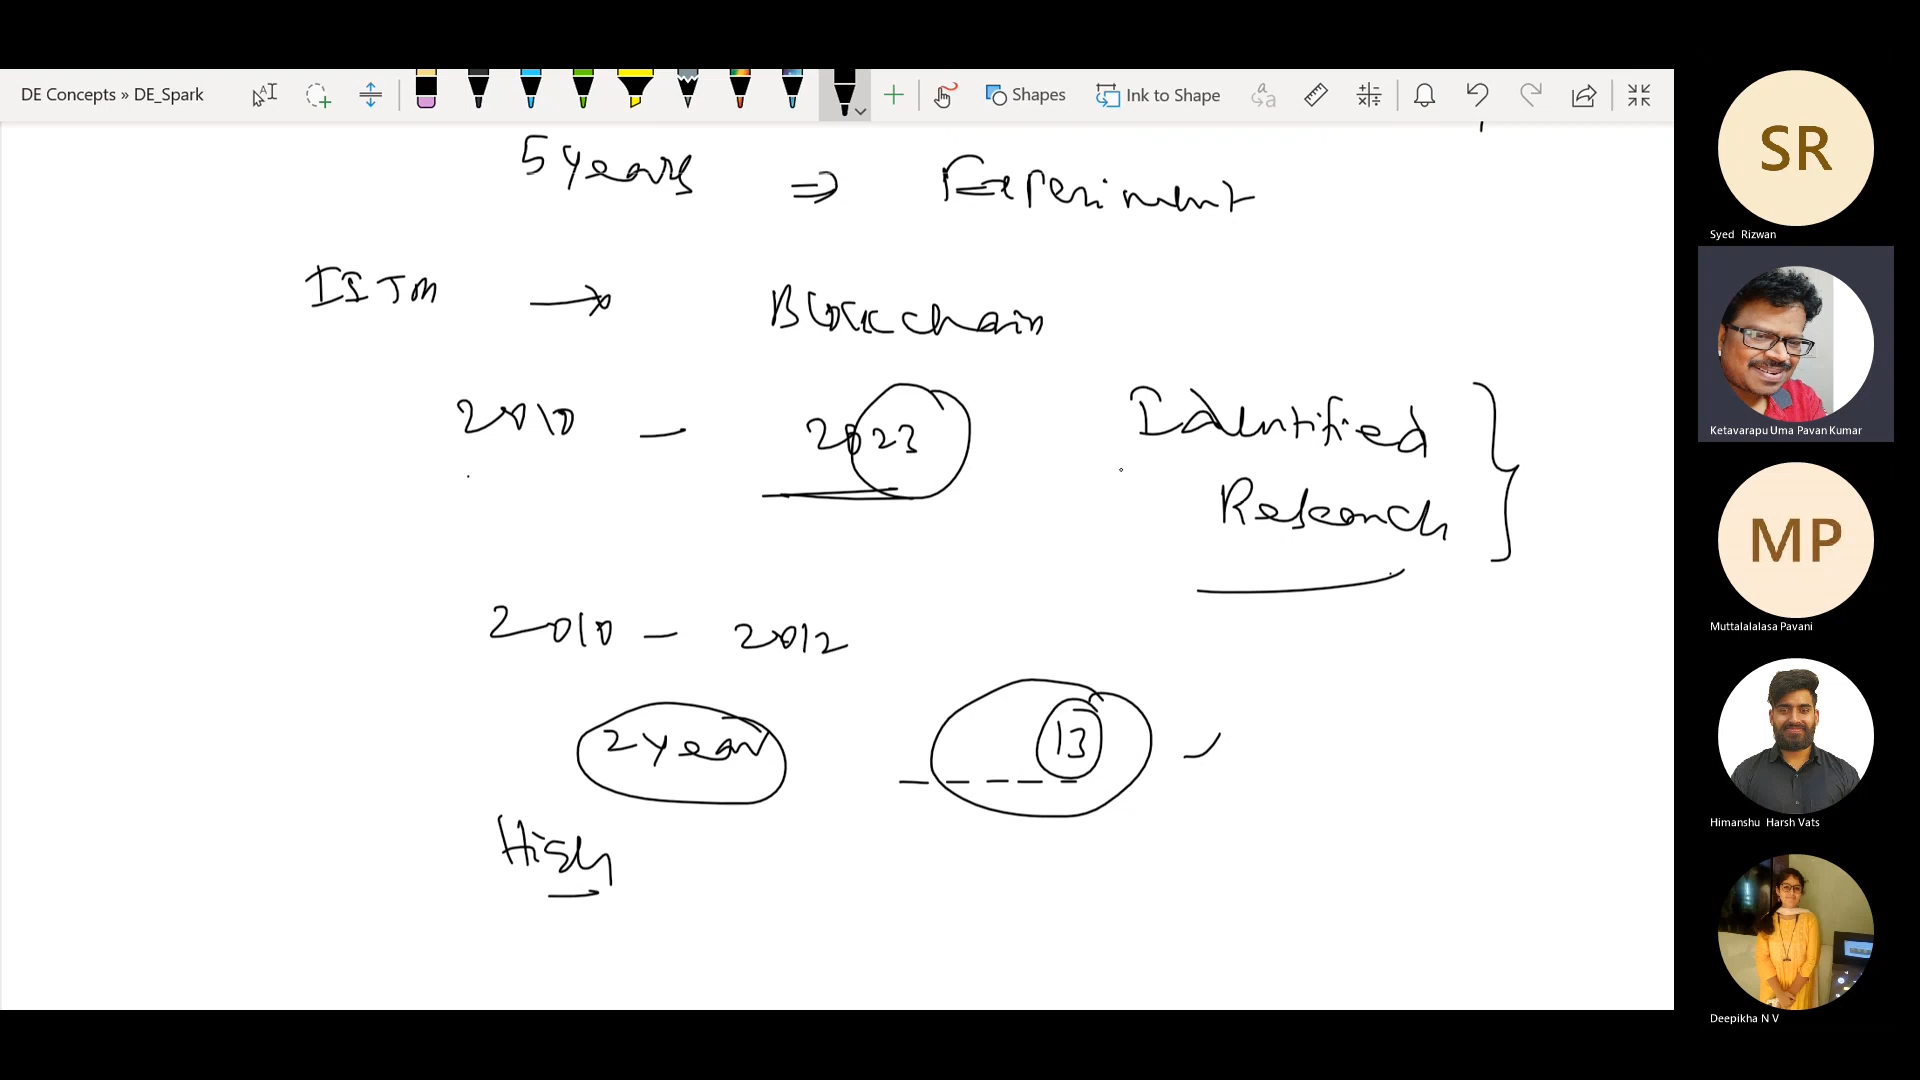 DE Concepts » DE_Spark
Shapes
Ink to Shape
5 years ⇒ Experiment
→ Blockchain
2010 - 2023 Identified
Research
2010 - 2012
2 year 13
High
SR
Syed Rizwan
Ketavarapu Uma Pavan Kumar
MP
Muttalalalasa Pavani
Himanshu Harsh Vats
Deepikha N V